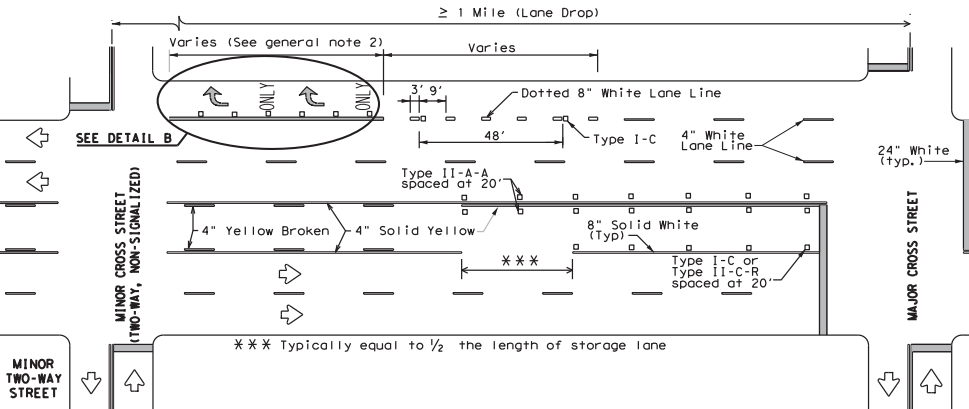 ≥ 1 Mile (Lane Drop)
Varies (See general note 2)
Varies
ONLY
ONLY
3' 9'
Dotted 8" White Lane Line
SEE DETAIL B
48'
Type I-C
4" White
Lane Line
24" White
(typ.)
Type II-A-A
spaced at 20'
4" Yellow Broken
4" Solid Yellow
8" Solid White
(Typ)
***
Type I-C or
Type II-C-R
spaced at 20'
MINOR CROSS STREET
(TWO-WAY, NON-SIGNALIZED)
MAJOR CROSS STREET
*** Typically equal to ½ the length of storage lane
MINOR
TWO-WAY
STREET